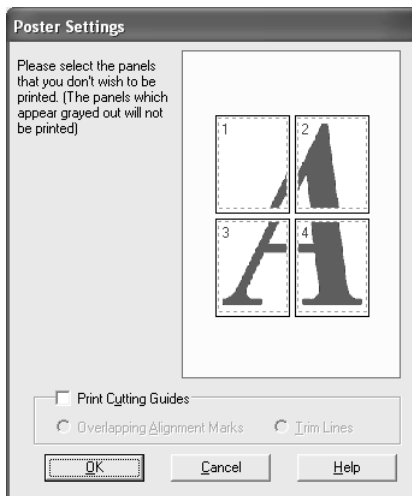 Poster Settings
Please select the panels
that you don't wish to be
printed. (The panels which
appear grayed out will not
be printed)
1 2
3 4
Print Cutting Guides
Overlapping Alignment Marks Trim Lines
OK Cancel Help